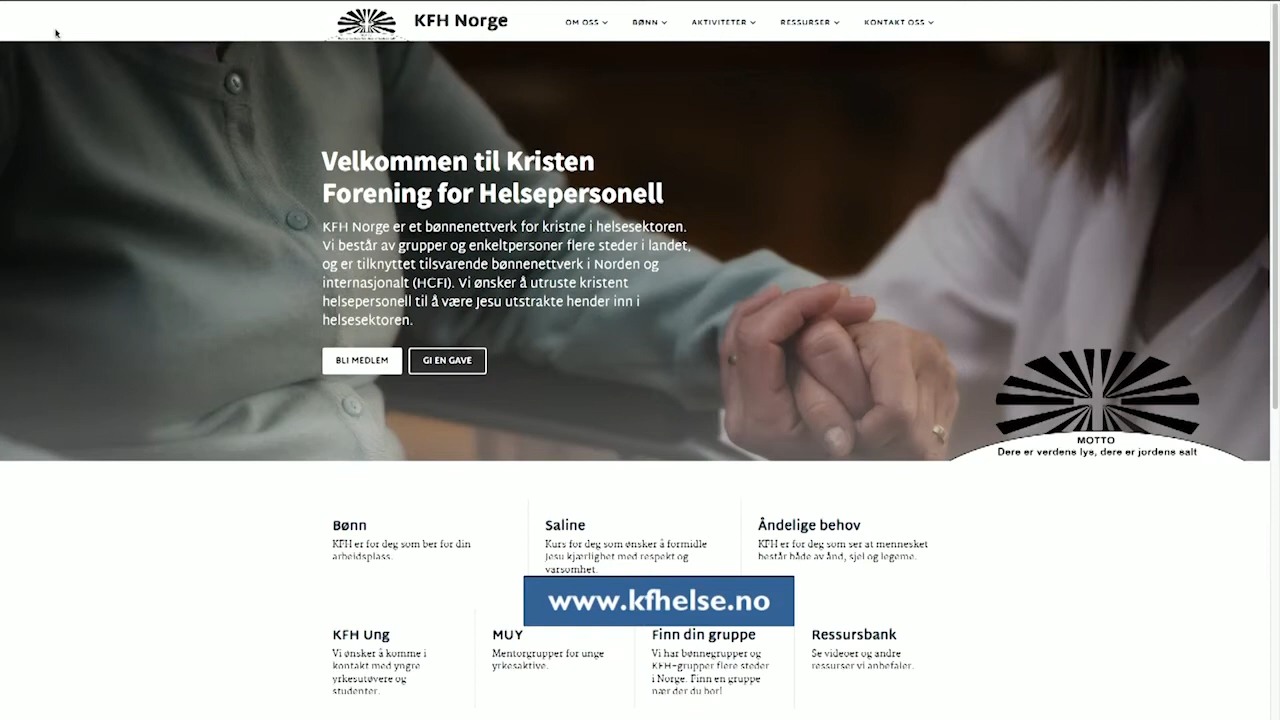 KFH Norge
OM OSS
BØNN
AKTIVITETER
RESSURSER
KONTAKT OSS
Velkommen til Kristen
Forening for Helsepersonell
KFH Norge er et bønnenettverk for kristne i helsesektoren.
Vi består av grupper og enkeltpersoner flere steder i landet,
og er tilknyttet tilsvarende bønnenettverk i Norden og
internasjonalt (HCFI). Vi ønsker å utruste kristent
helsepersonell til å være Jesu utstrakte hender inn i
helsesektoren.
BLI MEDLEM
GI EN GAVE
MOTTO
Dere er verdens lys, dere er jordens salt
Bønn
KFH er for deg som ber for din
arbeidsplass.
Saline
Kurs for deg som ønsker å formidle
Jesu kjærlighet med respekt og
varsomhet.
Åndelige behov
KFH er for deg som ser at mennesket
består både av ånd, sjel og legeme.
www.kfhelse.no
KFH Ung
Vi ønsker å komme i
kontakt med yngre
yrkesutøvere og
studenter.
MUY
Mentorgrupper for unge
yrkesaktive.
Finn din gruppe
Vi har bønnegrupper og
KFH-grupper flere steder
i Norge. Finn en gruppe
nær der du bor!
Ressursbank
Se videoer og andre
ressurser vi anbefaler.